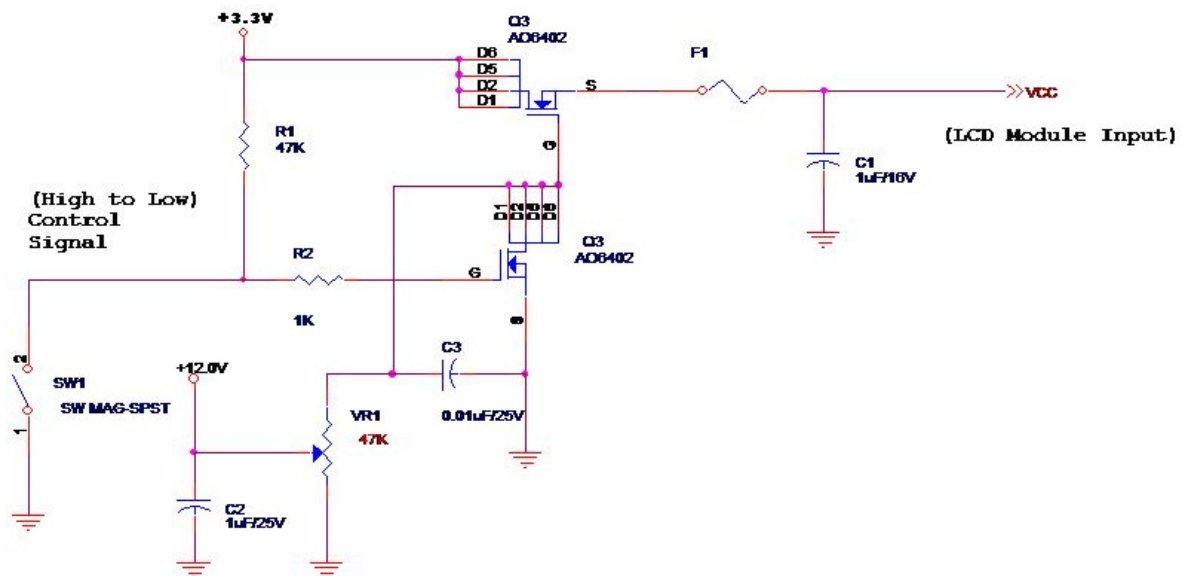 +3.3V
Q3
AO6402
D6
D5
D2
D1
S
G
F1
VCC
(LCD Module Input)
R1
47K
C1
1uF/16V
(High to Low)
Control
Signal
D1
D2
Q3
AO6402
R2
1K
G
+12.0V
C3
0.01uF/25V
2
SW1
SW MAG-SPST
1
VR1
47K
C2
1uF/25V